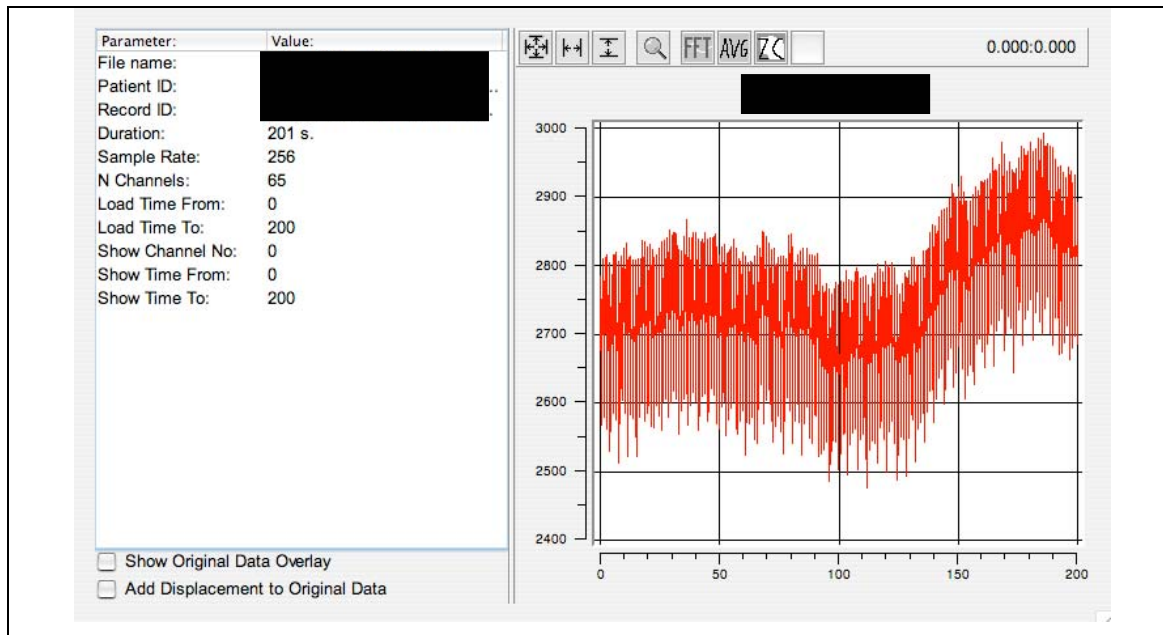 Parameter: Value:
File name:
Patient ID: ..
Record ID: .
Duration: 201 s.
Sample Rate: 256
N Channels: 65
Load Time From: 0
Load Time To: 200
Show Channel No: 0
Show Time From: 0
Show Time To: 200
Show Original Data Overlay
Add Displacement to Original Data
FFT AVG ZC 0.000:0.000
3000
2900
2800
2700
2600
2500
2400
0 50 100 150 200